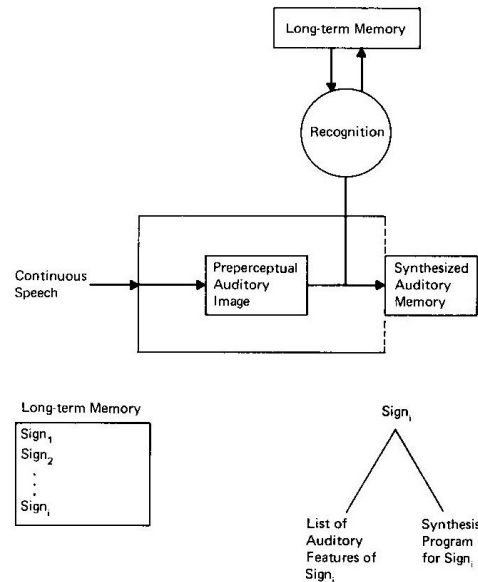 Long-term Memory
Recognition
Continuous
Speech
Preperceptual
Auditory
Image
Synthesized
Auditory
Memory
Long-term Memory
Sign₁
Sign₂
.
.
.
Signᵢ
Signᵢ
List of
Auditory
Features of
Signᵢ
Synthesis
Program
for Signᵢ